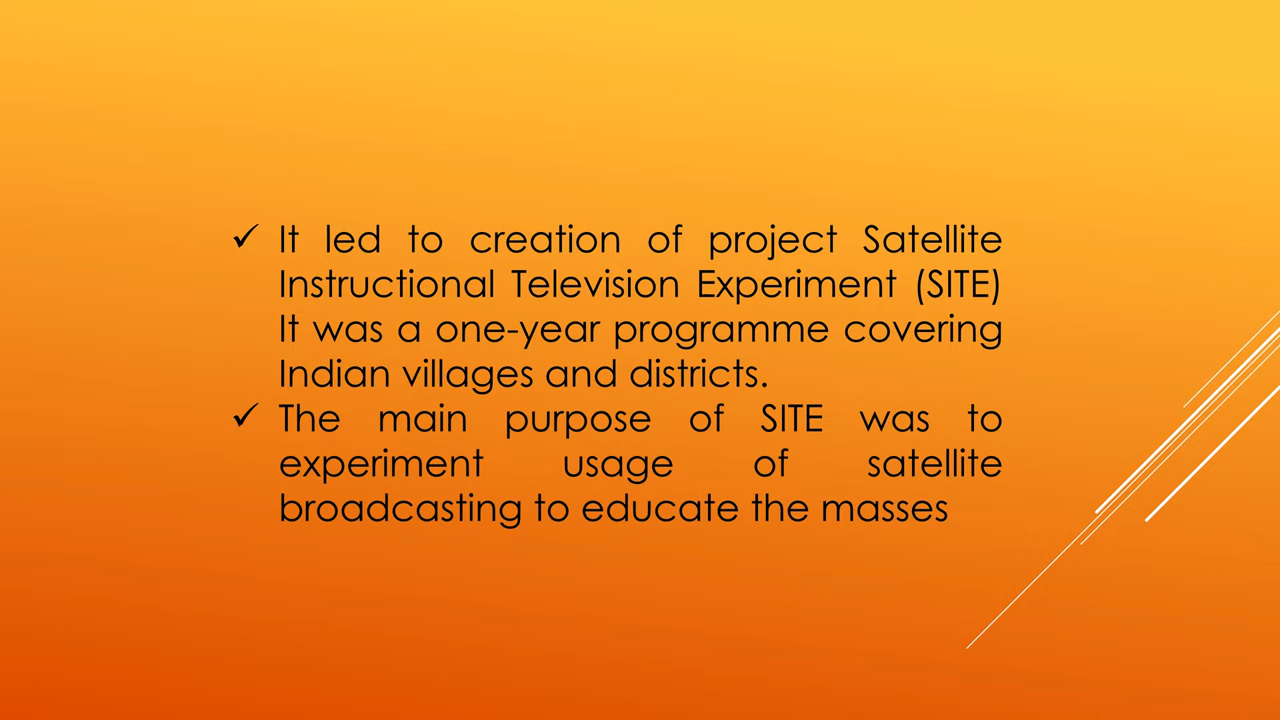 ✓ It led to creation of project Satellite
Instructional Television Experiment (SITE)
It was a one-year programme covering
Indian villages and districts.
✓ The main purpose of SITE was to
experiment usage of satellite
broadcasting to educate the masses